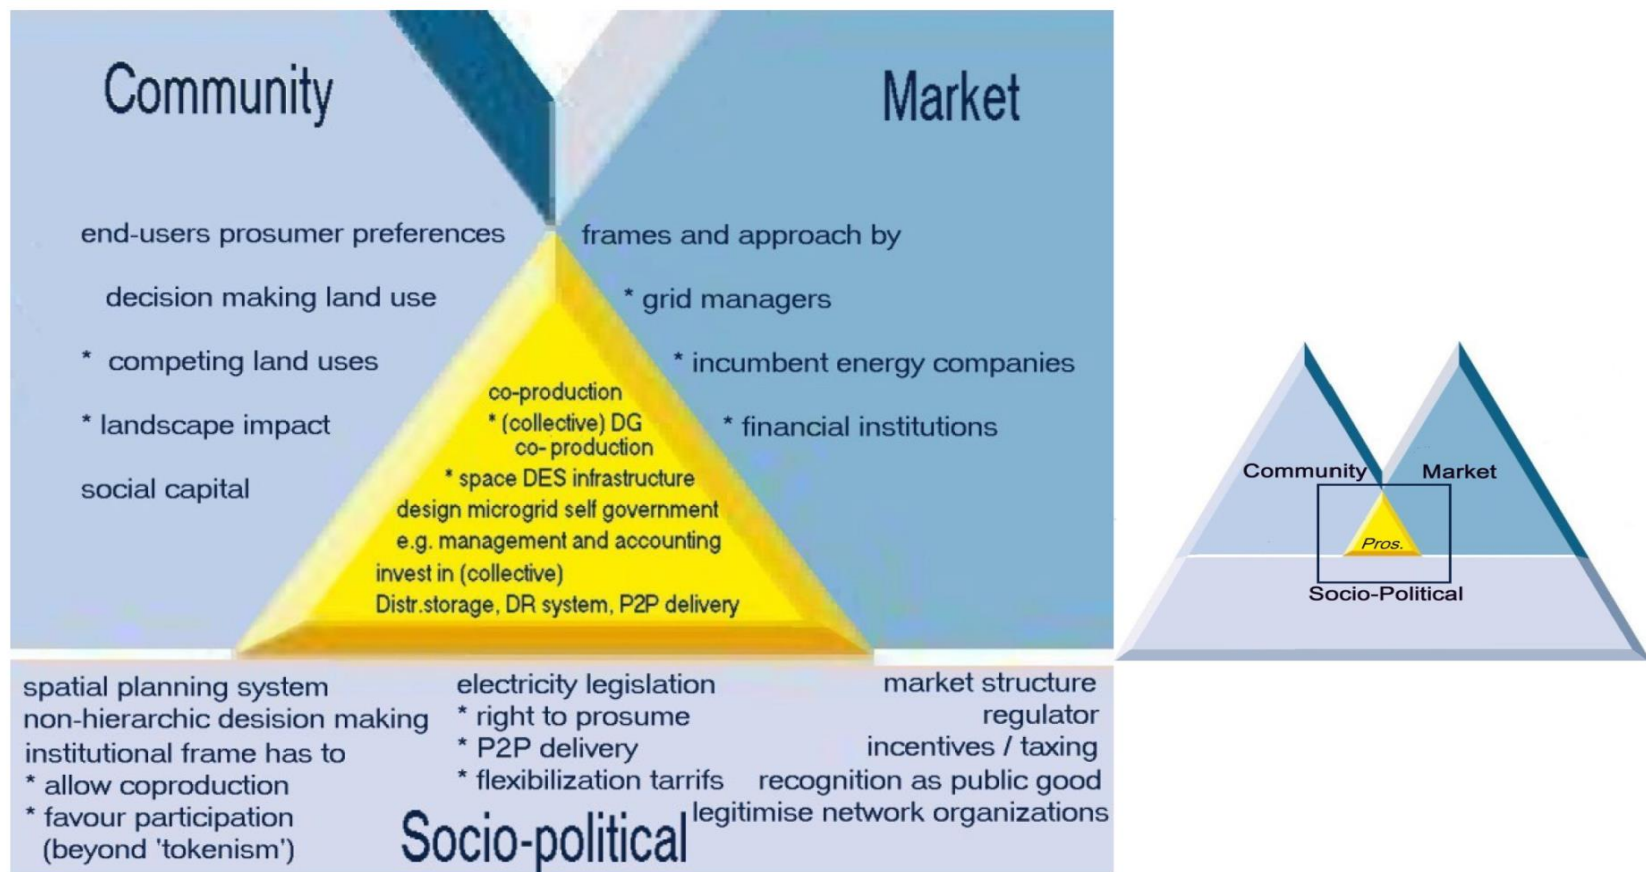 Community
Market
end-users prosumer preferences
decision making land use
* competing land uses
* landscape impact
social capital
frames and approach by
* grid managers
* incumbent energy companies
* financial institutions
co-production
* (collective) DG
co- production
* space DES infrastructure
design microgrid self government
e.g. management and accounting
invest in (collective)
Distr.storage, DR system, P2P delivery
spatial planning system
non-hierarchic desision making
institutional frame has to
* allow coproduction
* favour participation
(beyond 'tokenism')
electricity legislation
* right to prosume
* P2P delivery
* flexibilization tarrifs
market structure
regulator
incentives / taxing
recognition as public good
legitimise network organizations
Socio-political
Community
Market
Pros.
Socio-Political